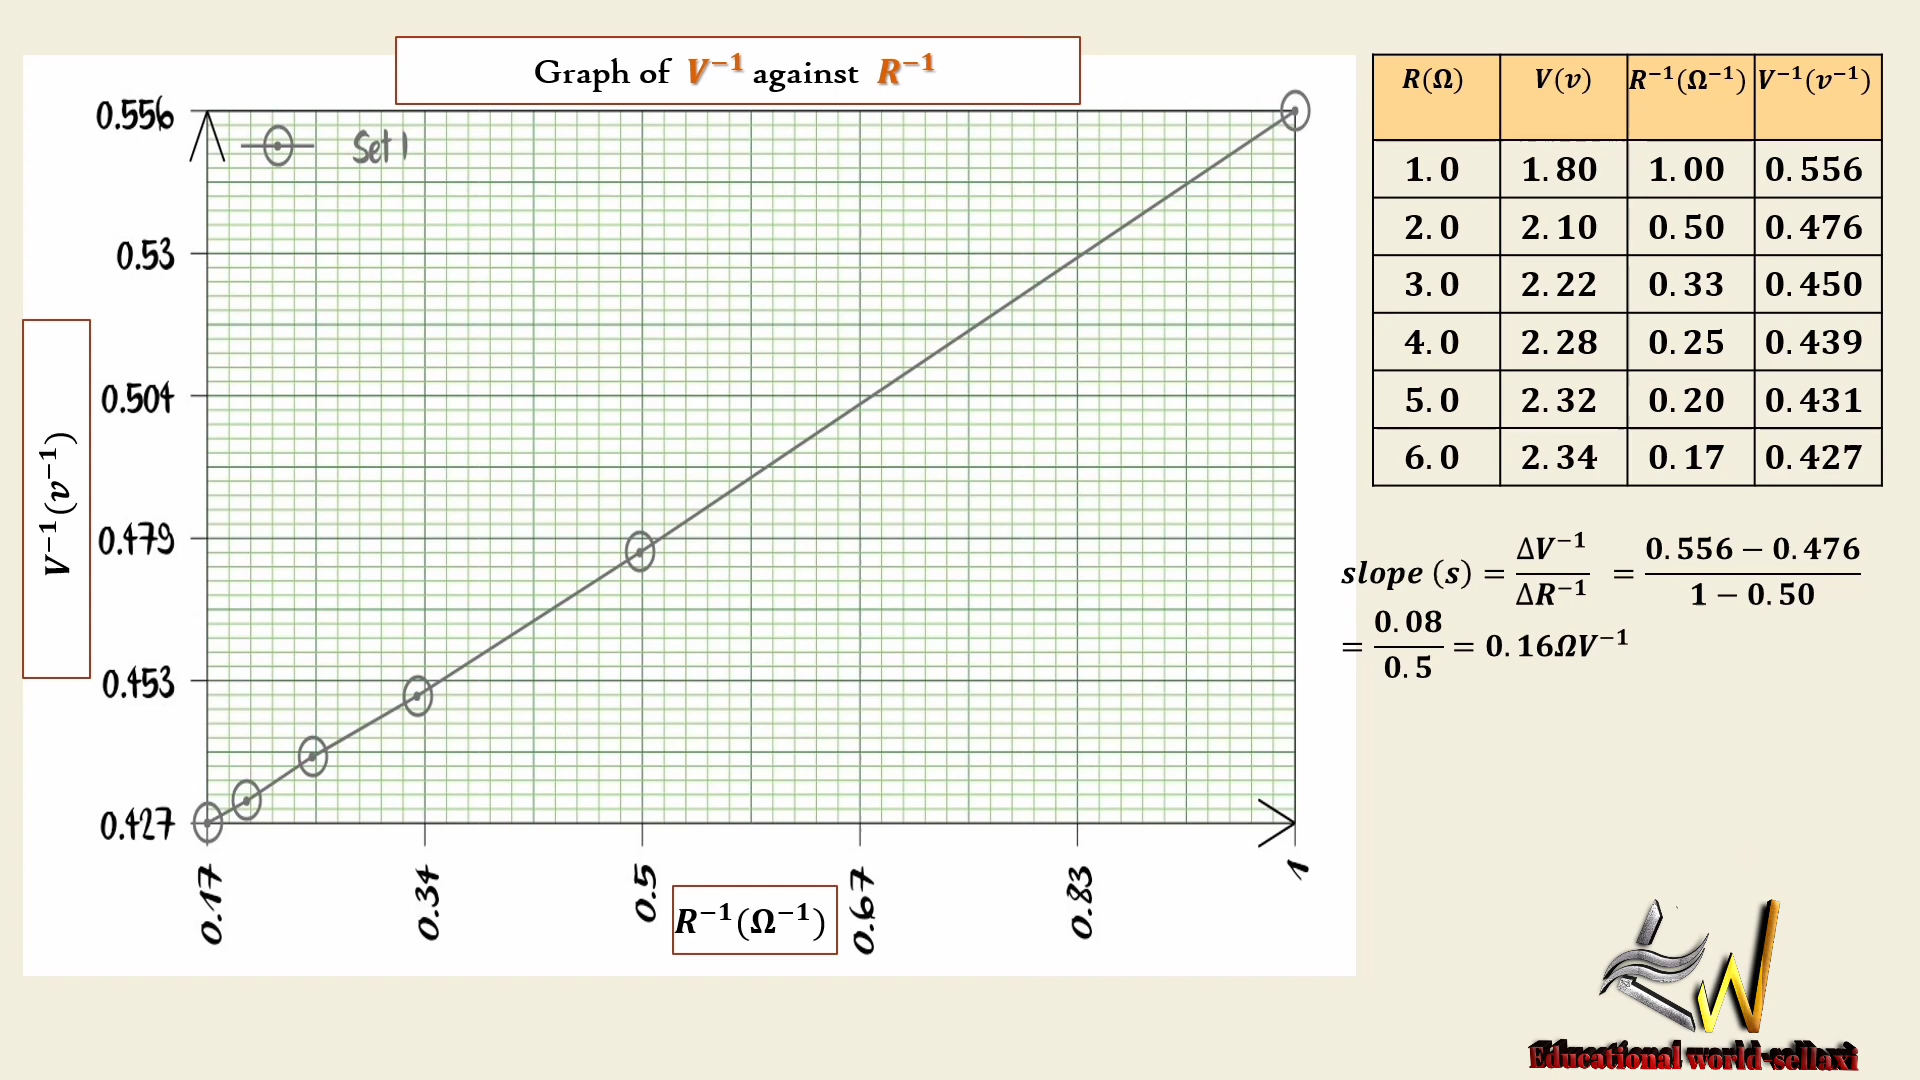 Graph of V⁻¹ against R⁻¹
Set 1
0.556
0.53
0.504
0.479
0.453
0.427
V⁻¹(v⁻¹)
0.17
0.34
0.5
0.67
0.83
1
R⁻¹(Ω⁻¹)
R(Ω) V(v) R⁻¹(Ω⁻¹) V⁻¹(v⁻¹)
1.0 1.80 1.00 0.556
2.0 2.10 0.50 0.476
3.0 2.22 0.33 0.450
4.0 2.28 0.25 0.439
5.0 2.32 0.20 0.431
6.0 2.34 0.17 0.427
slope (s) = ΔV⁻¹/ΔR⁻¹ = 0.556 − 0.476/1 − 0.50
= 0.08/0.5 = 0.16ΩV⁻¹
Educational world-sellaxi